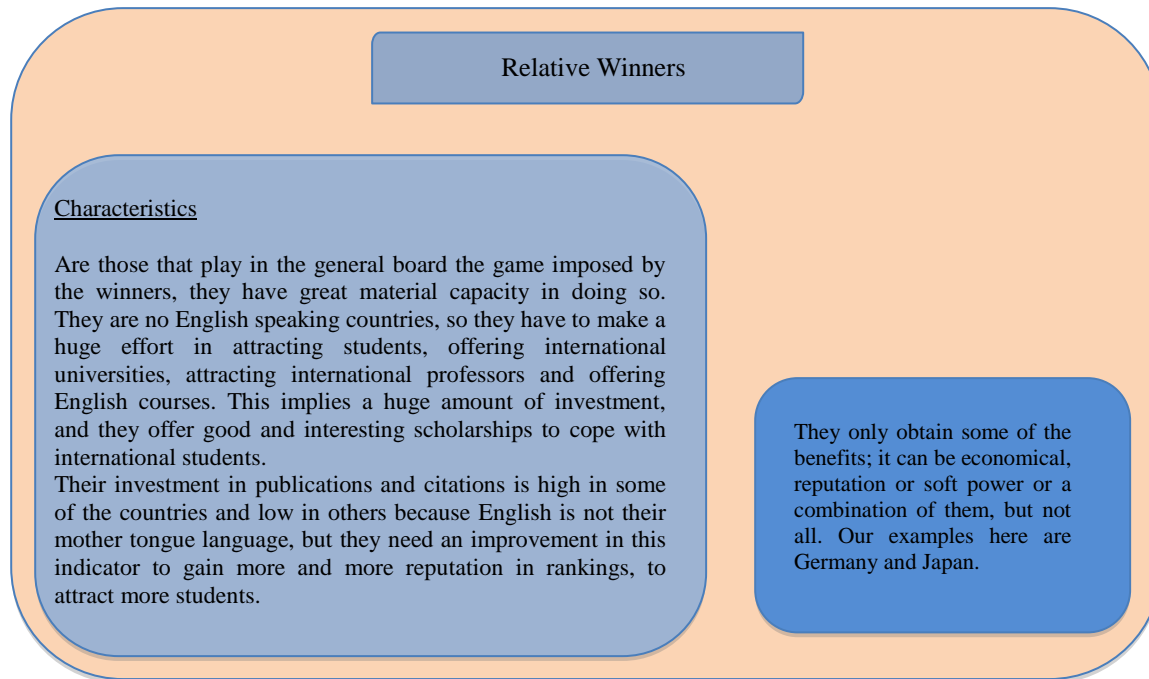 Relative Winners
Characteristics
Are those that play in the general board the game imposed by
the winners, they have great material capacity in doing so.
They are no English speaking countries, so they have to make a
huge effort in attracting students, offering international
universities, attracting international professors and offering
English courses. This implies a huge amount of investment,
and they offer good and interesting scholarships to cope with
international students.
Their investment in publications and citations is high in some
of the countries and low in others because English is not their
mother tongue language, but they need an improvement in this
indicator to gain more and more reputation in rankings, to
attract more students.
They only obtain some of the
benefits; it can be economical,
reputation or soft power or a
combination of them, but not
all. Our examples here are
Germany and Japan.